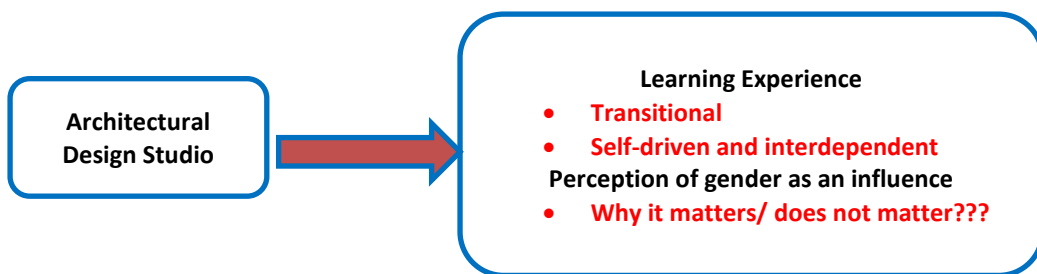 Architectural
Design Studio
Learning Experience
• Transitional
• Self-driven and interdependent
Perception of gender as an influence
• Why it matters/ does not matter???